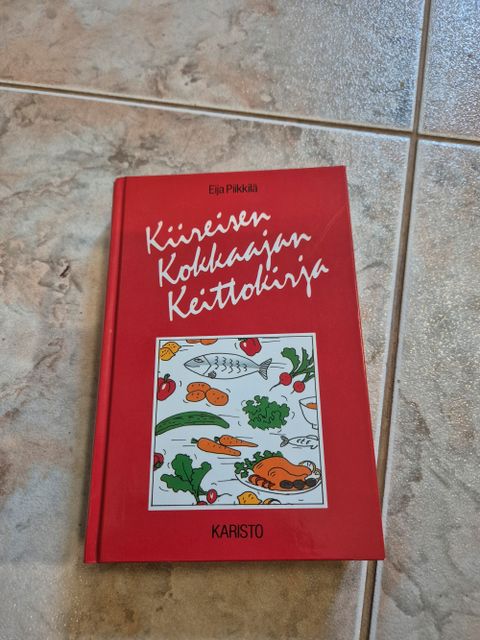 Eija Piikkilä
Kiireisen
Kokkaajan
Keittokirja
KARISTO